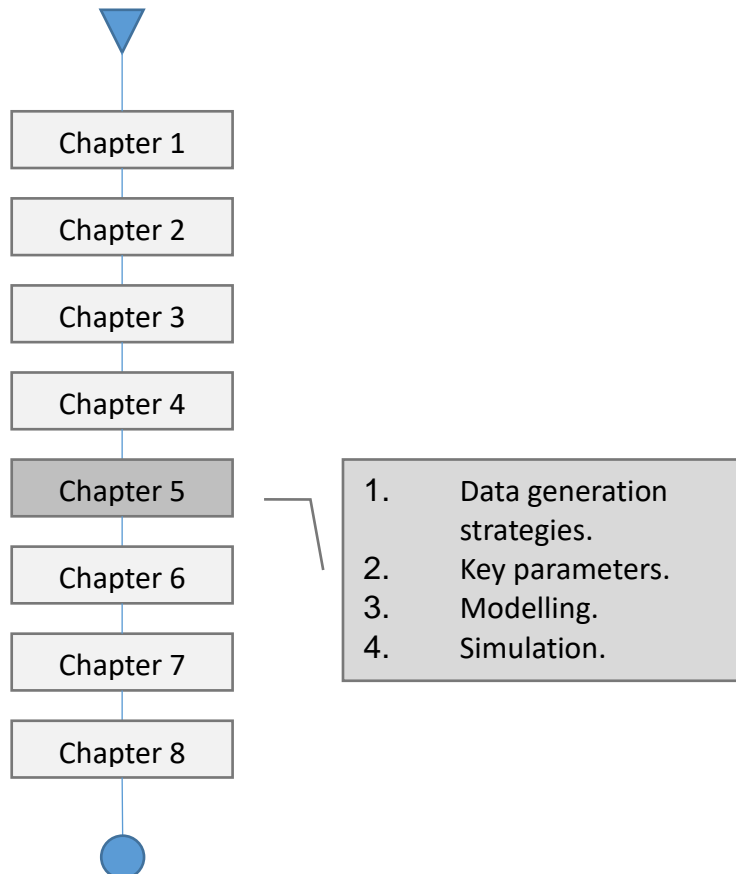 Chapter 1
Chapter 2
Chapter 3
Chapter 4
Chapter 5
1. Data generation
strategies.
2. Key parameters.
3. Modelling.
4. Simulation.
Chapter 6
Chapter 7
Chapter 8